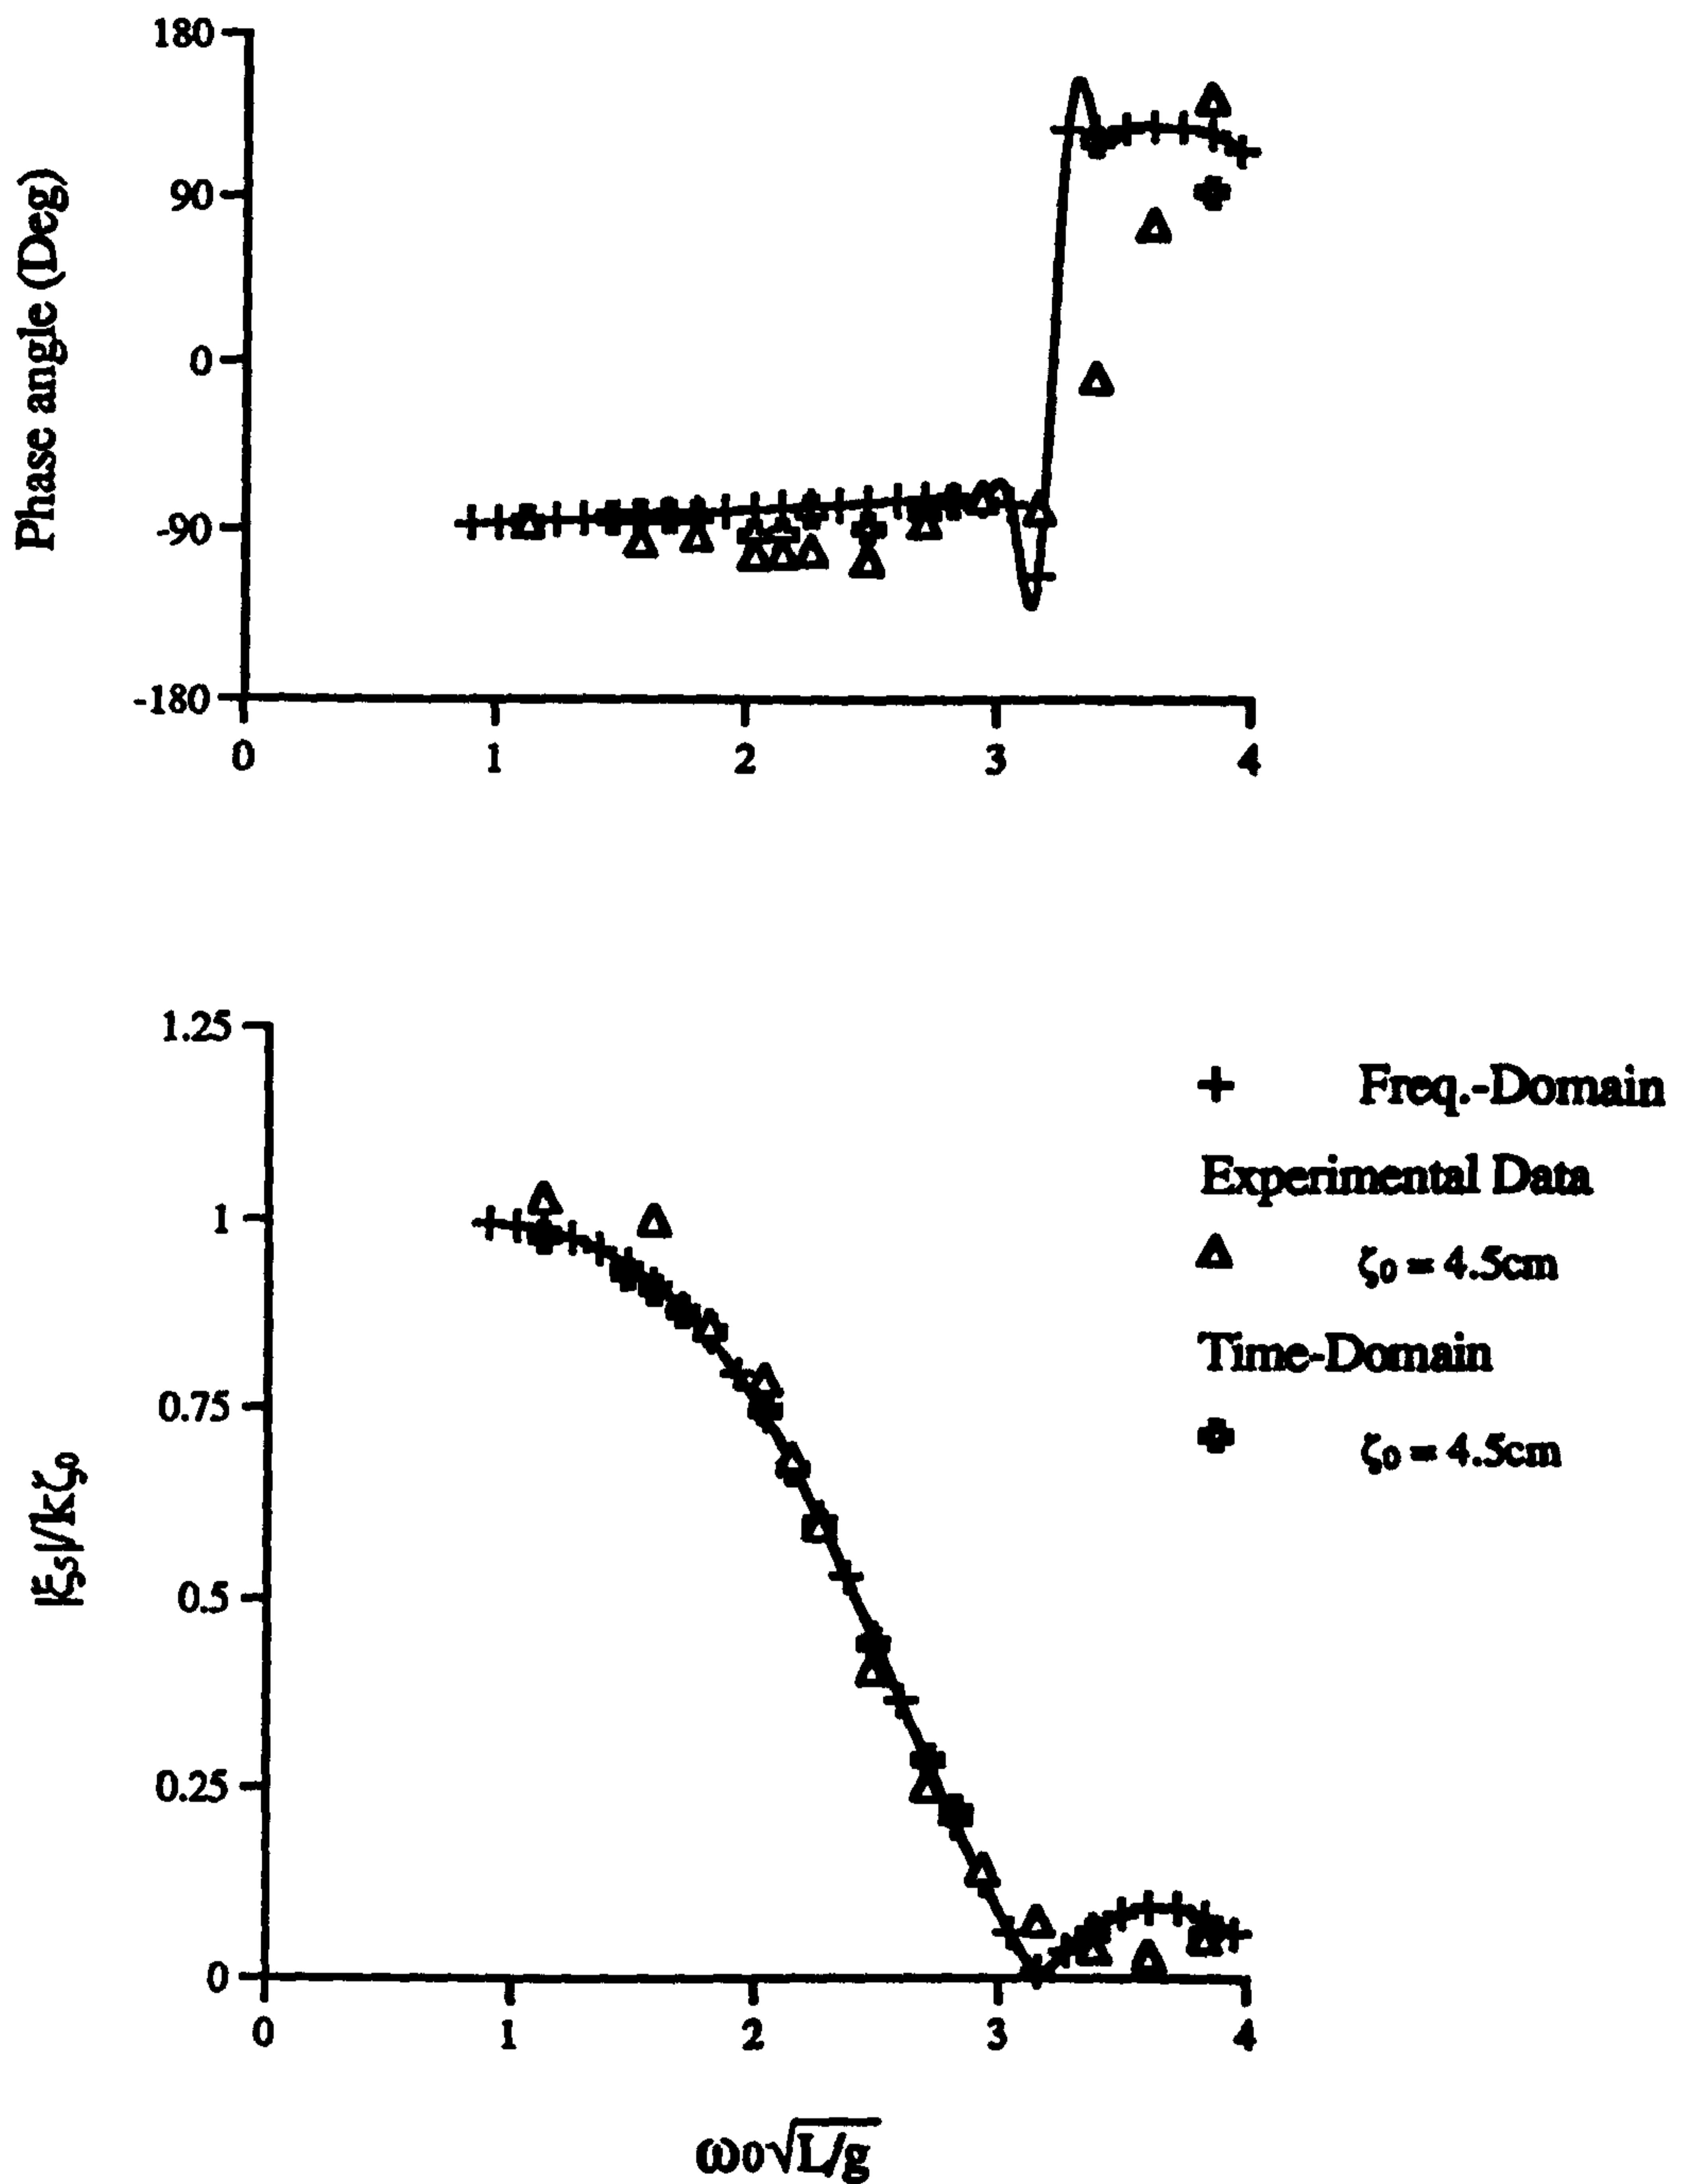 180
90
0
-90
-180
Phase angle (Deg)
0 1 2 3 4
1.25
1
0.75
0.5
0.25
0
|ξ5|/kζ0
0 1 2 3 4
ω0√L/g
Freq.-Domain
Experimental Data
ζ0 = 4.5cm
Time-Domain
ζ0 = 4.5cm